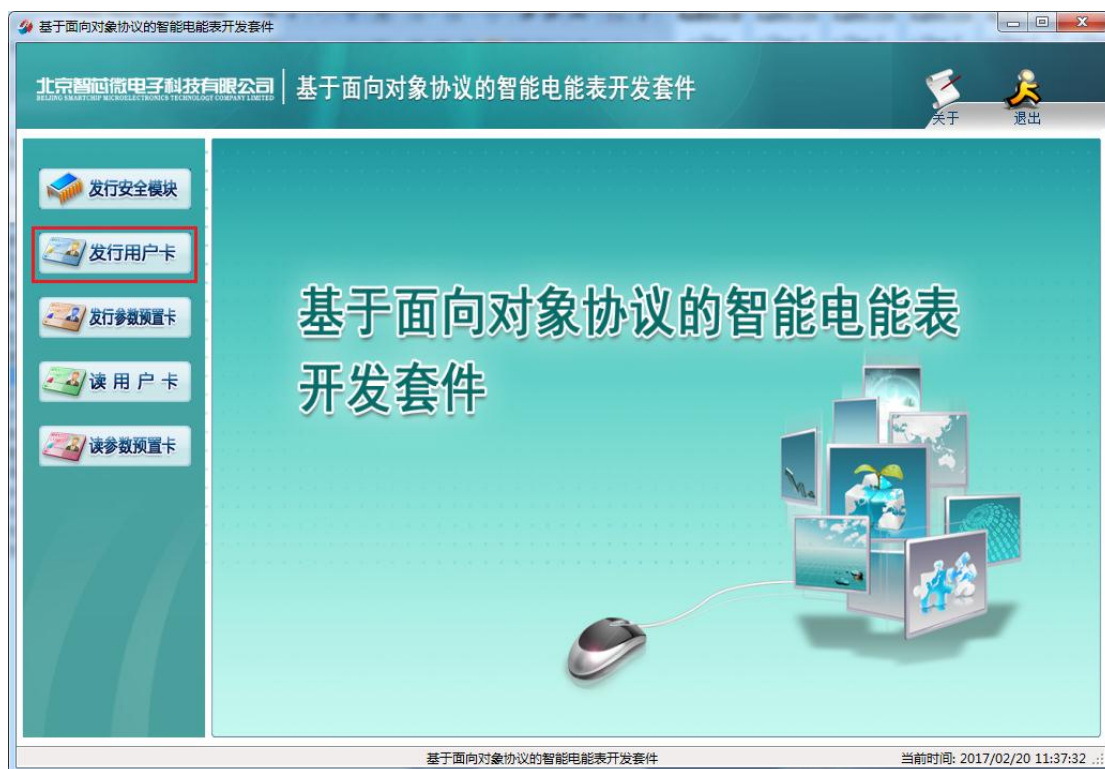 基于面向对象协议的智能电能表开发套件
北京智芯微电子科技有限公司
BEIJING SMARTCHIP MICROELECTRONICS TECHNOLOGY COMPANY LIMITED
基于面向对象协议的智能电能表开发套件
关于
退出
发行安全模块
发行用户卡
发行参数预置卡
读用户卡
读参数预置卡
基于面向对象协议的智能电能表
开发套件
基于面向对象协议的智能电能表开发套件
当前时间: 2017/02/20 11:37:32